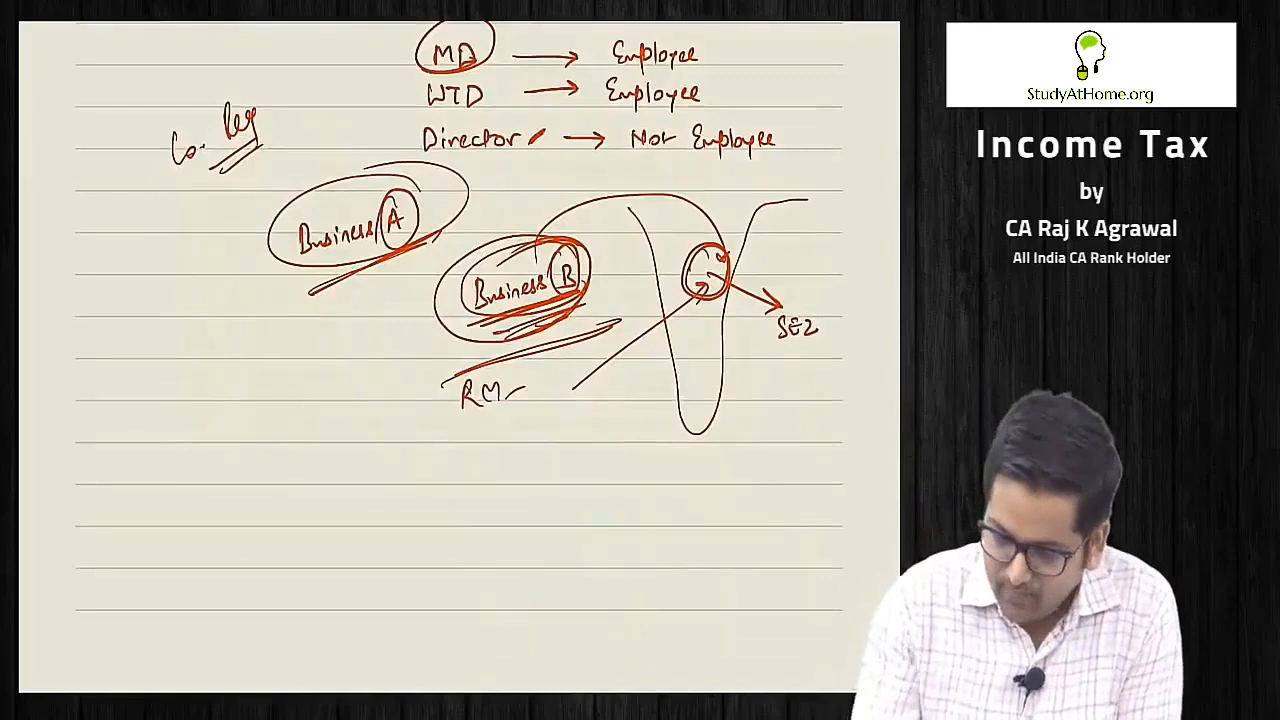 MD → Employee
WTD → Employee
Director → Not Employee
Co.
Business A
Business B
SEZ
RM
StudyAtHome.org
Income Tax
by
CA Raj K Agrawal
All India CA Rank Holder